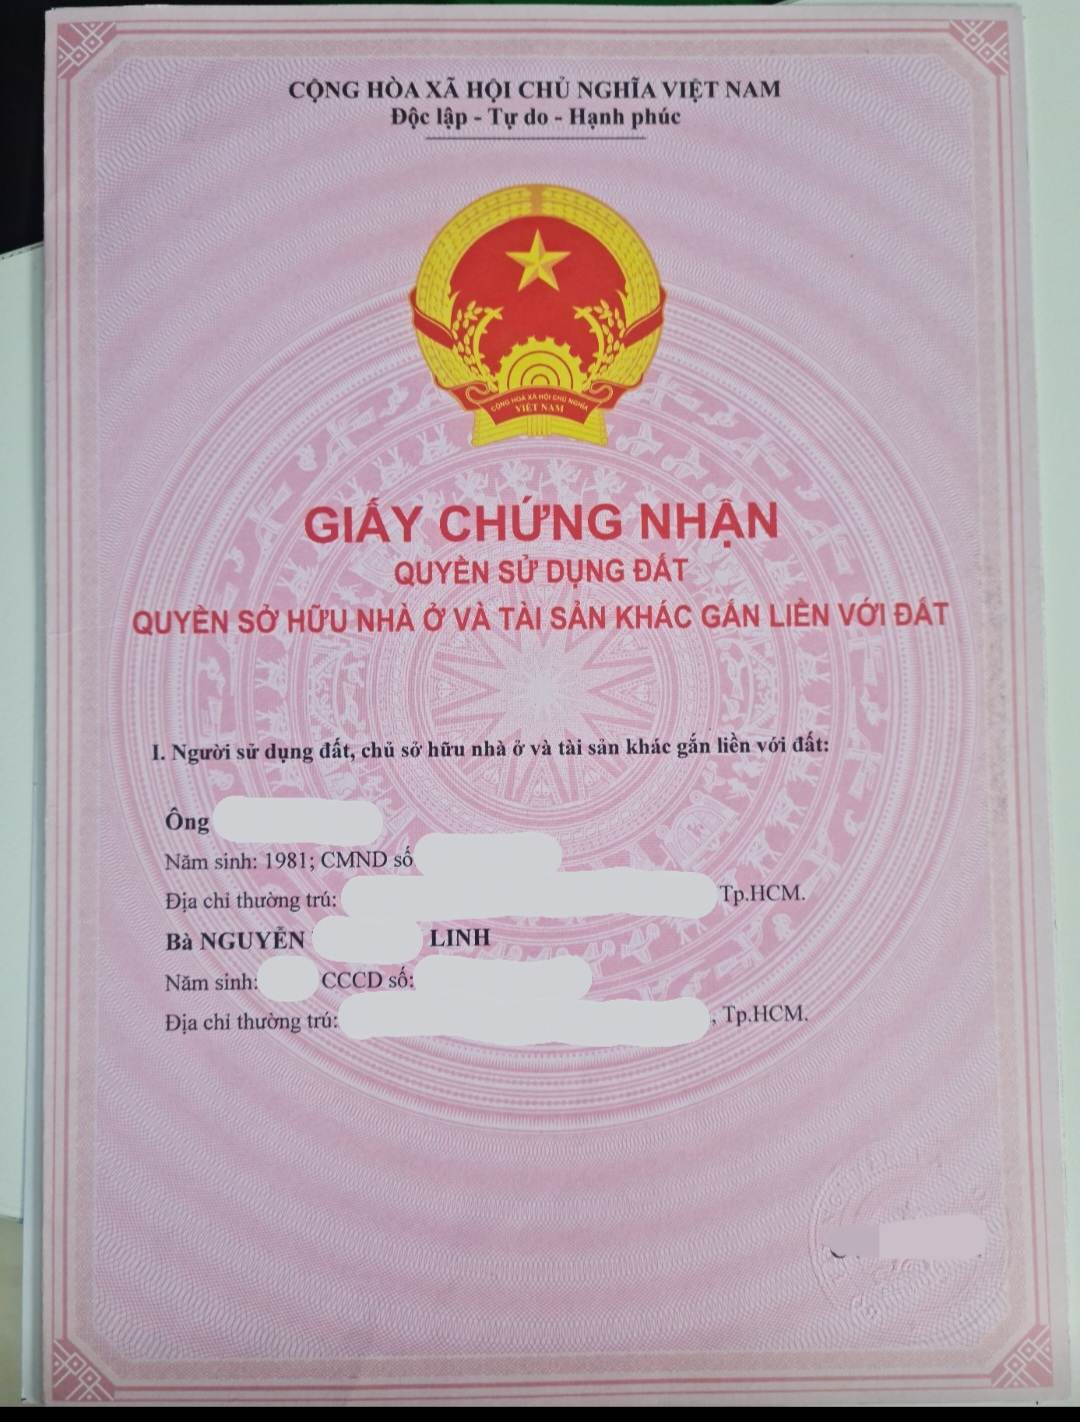 CỘNG HÒA XÃ HỘI CHỦ NGHĨA VIỆT NAM
Độc lập - Tự do - Hạnh phúc
CỘNG HÒA XÃ HỘI CHỦ NGHĨA
VIỆT NAM
GIẤY CHỨNG NHẬN
QUYỀN SỬ DỤNG ĐẤT
QUYỀN SỞ HỮU NHÀ Ở VÀ TÀI SẢN KHÁC GẮN LIỀN VỚI ĐẤT
I. Người sử dụng đất, chủ sở hữu nhà ở và tài sản khác gắn liền với đất:
Ông
Năm sinh: 1981; CMND số
Địa chỉ thường trú: Tp.HCM.
Bà NGUYỄN LINH
Năm sinh: CCCD số:
Địa chỉ thường trú: , Tp.HCM.